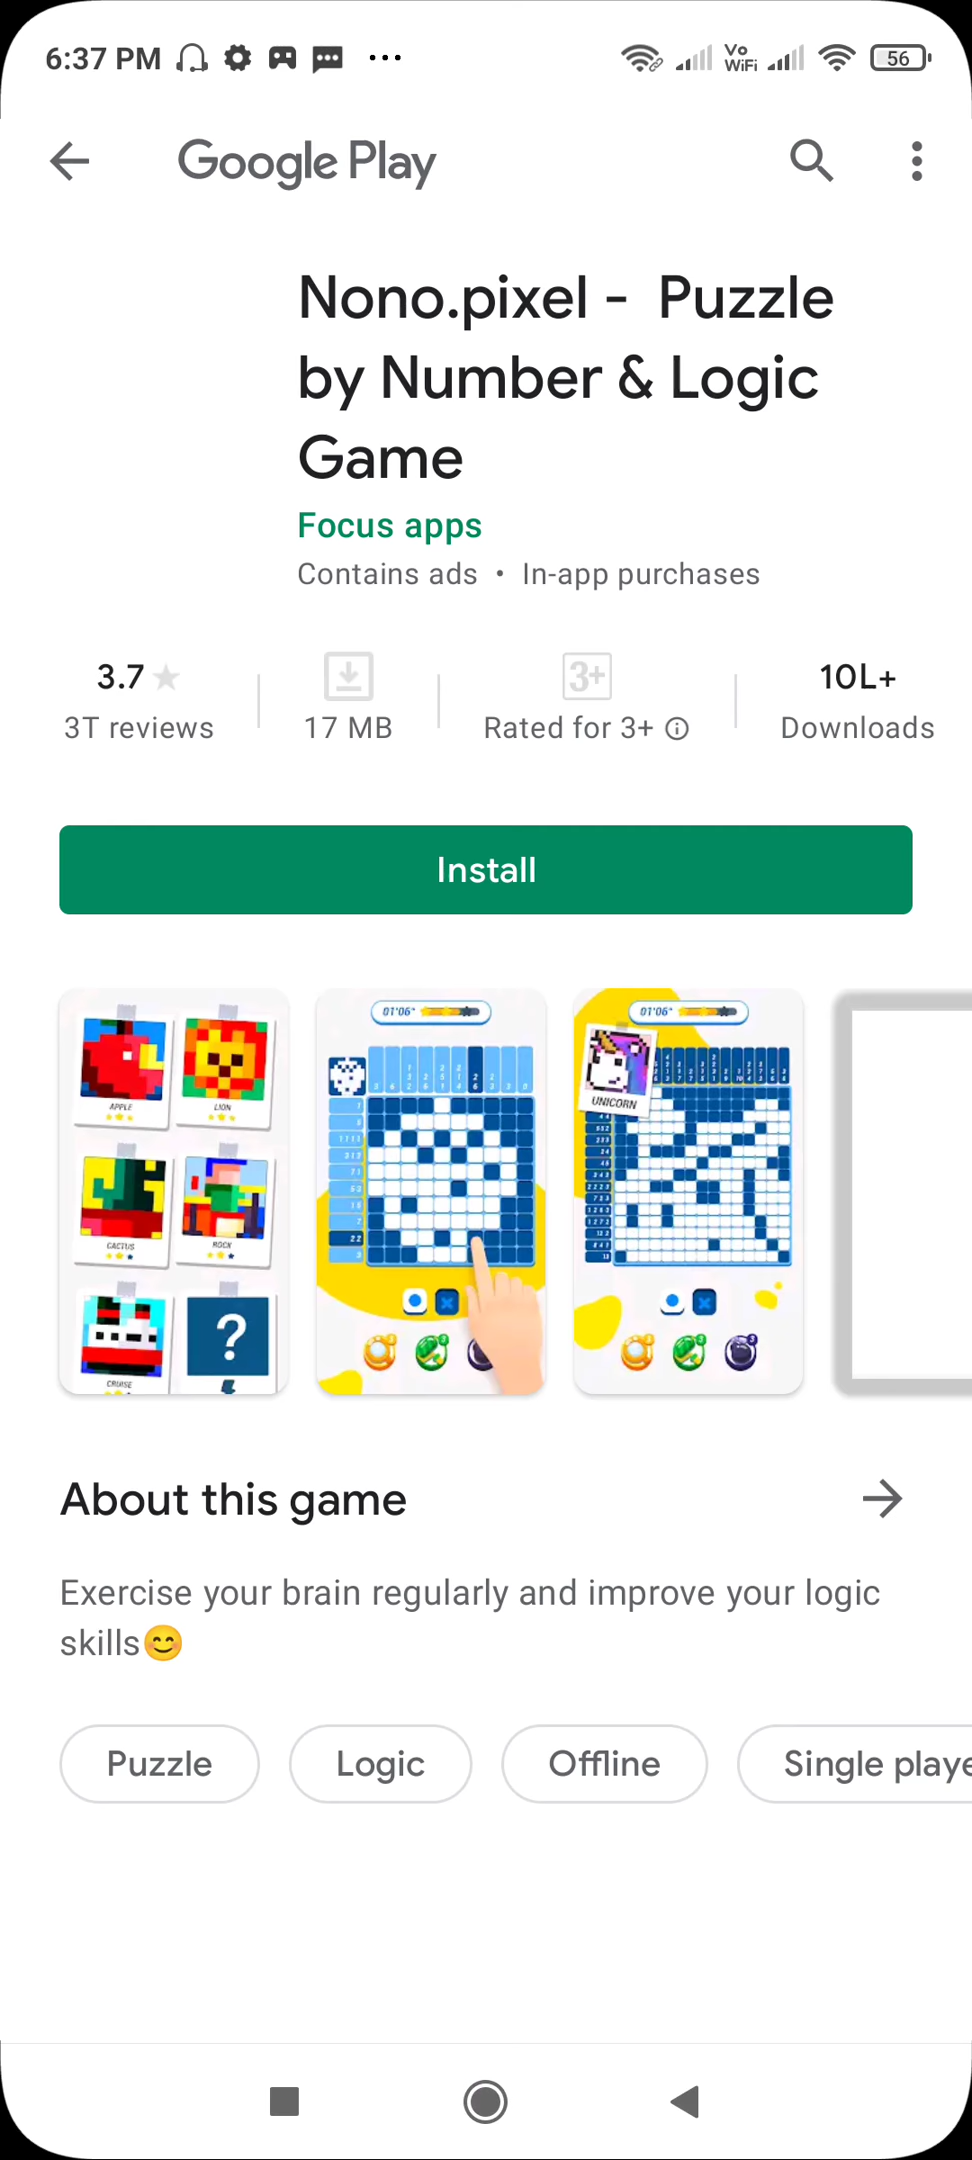 6:37 PM
Vo
WiFi
56
Google Play
Nono.pixel - Puzzle
by Number & Logic
Game
Focus apps
Contains ads • In-app purchases
3.7★
3T reviews
17 MB
3+
Rated for 3+
10L+
Downloads
Install
APPLE
LION
CACTUS
ROCK
CRUISE
?
01'06"
01'06"
UNICORN
About this game
Exercise your brain regularly and improve your logic
skills😊
Puzzle
Logic
Offline
Single playe